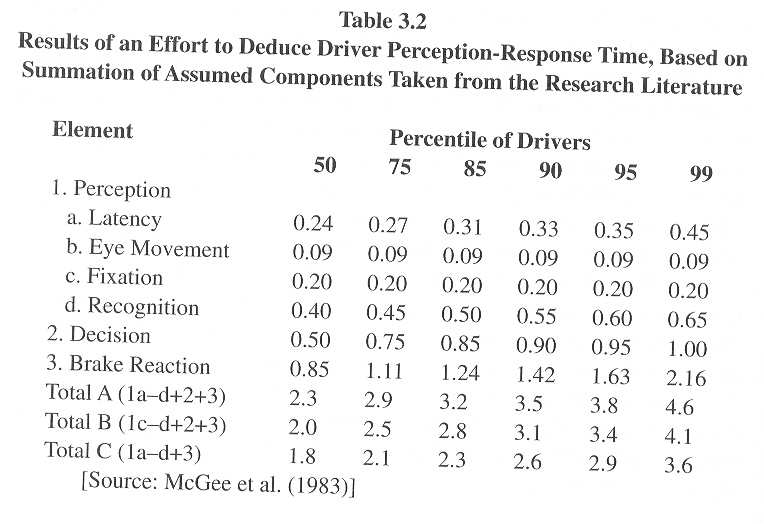 Table 3.2
Results of an Effort to Deduce Driver Perception-Response Time, Based on
Summation of Assumed Components Taken from the Research Literature
Element Percentile of Drivers
50 75 85 90 95 99
1. Perception
a. Latency 0.24 0.27 0.31 0.33 0.35 0.45
b. Eye Movement 0.09 0.09 0.09 0.09 0.09 0.09
c. Fixation 0.20 0.20 0.20 0.20 0.20 0.20
d. Recognition 0.40 0.45 0.50 0.55 0.60 0.65
2. Decision 0.50 0.75 0.85 0.90 0.95 1.00
3. Brake Reaction 0.85 1.11 1.24 1.42 1.63 2.16
Total A (1a–d+2+3) 2.3 2.9 3.2 3.5 3.8 4.6
Total B (1c–d+2+3) 2.0 2.5 2.8 3.1 3.4 4.1
Total C (1a–d+3) 1.8 2.1 2.3 2.6 2.9 3.6
[Source: McGee et al. (1983)]